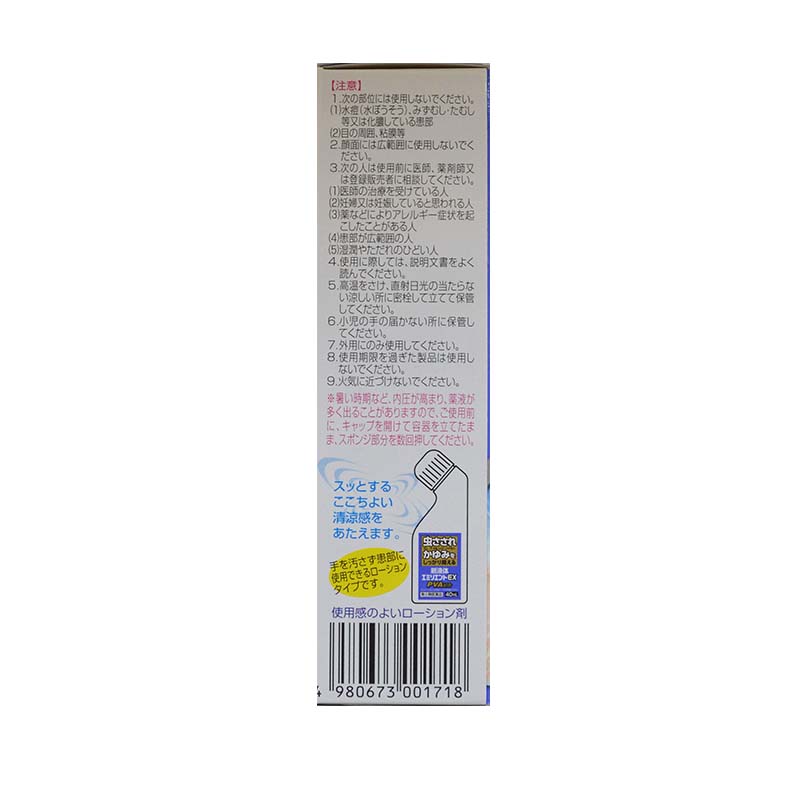 【注意】
1.次の部位には使用しないでください。
(1)水痘(水ぼうそう)、みずむし・たむし
等又は化膿している患部
(2)目の周囲、粘膜等
2.顔面には広範囲に使用しないでく
ださい。
3.次の人は使用前に医師、薬剤師又
は登録販売者に相談してください。
(1)医師の治療を受けている人
(2)妊婦又は妊娠していると思われる人
(3)薬などによりアレルギー症状を起
こしたことがある人
(4)患部が広範囲の人
(5)湿潤やただれのひどい人
4.使用に際しては、説明文書をよく
読んでください。
5.高温をさけ、直射日光の当たらな
い涼しい所に密栓して立てて保管
してください。
6.小児の手の届かない所に保管し
てください。
7.外用にのみ使用してください。
8.使用期限を過ぎた製品は使用し
ないでください。
9.火気に近づけないでください。
※暑い時期など、内圧が高まり、薬液が
多く出ることがありますので、ご使用前
に、キャップを開けて容器を立てたま
ま、スポンジ部分を数回押してください。
スッとする
ここちよい
清涼感を
あたえます。
手を汚さず患部に
使用できるローション
タイプです。
虫さされ
かゆみを
しっかり抑える
新液体
エミリエントEX
PVA
40mL
使用感のよいローション剤
4 980673 001718